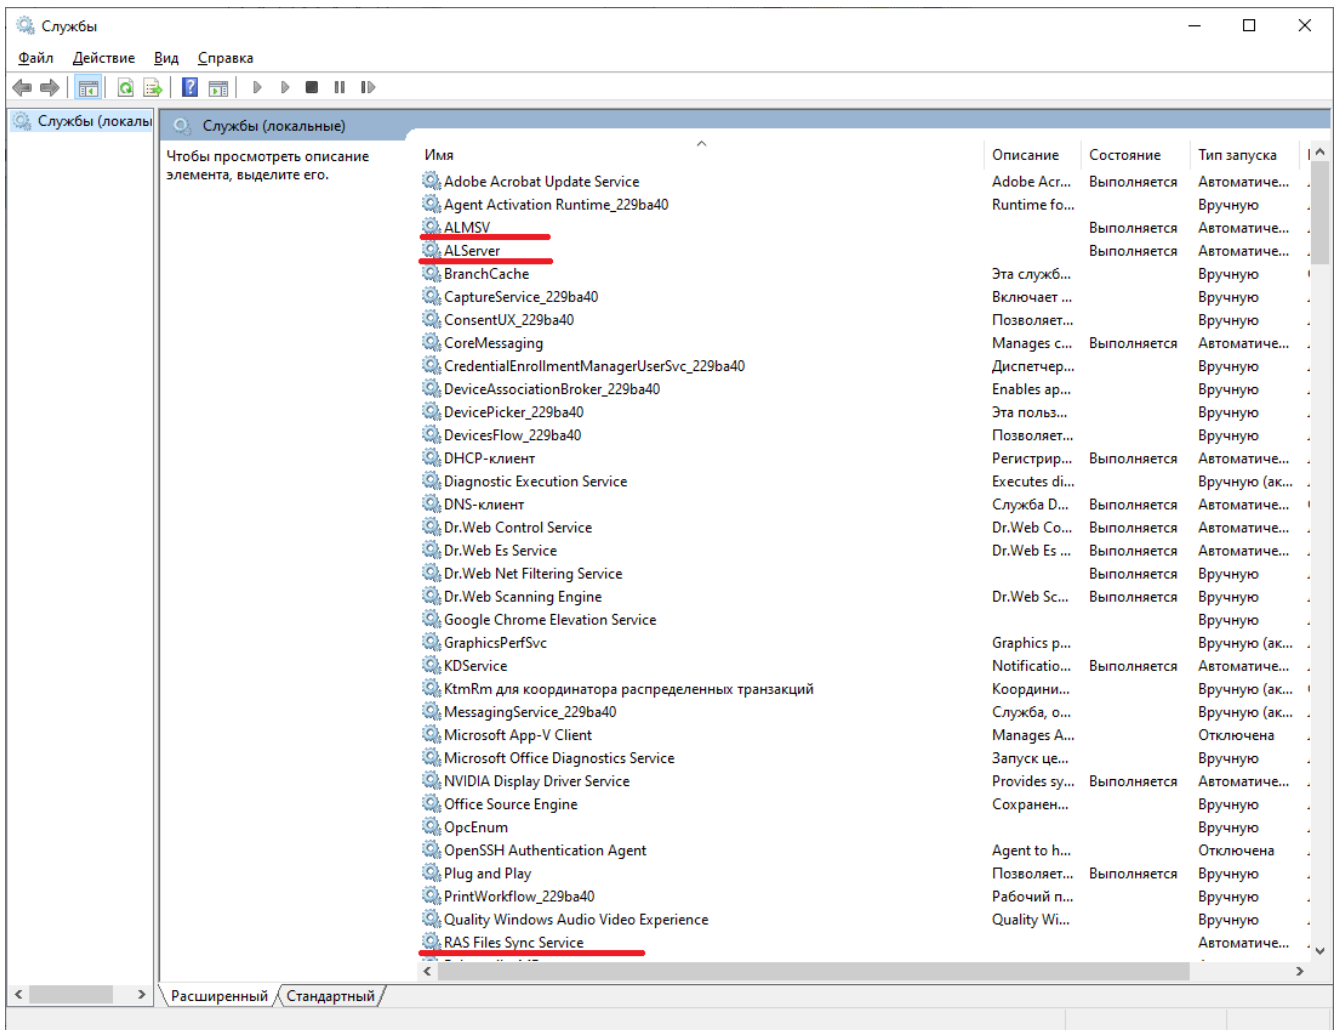 Службы
Файл Действие Вид Справка
Службы (локалы
Службы (локальные)
Чтобы просмотреть описание
элемента, выделите его.
Имя Описание Состояние Тип запуска
Adobe Acrobat Update Service Adobe Acr... Выполняется Автоматиче...
Agent Activation Runtime_229ba40 Runtime fo... Вручную
ALMSV Выполняется Автоматиче...
ALServer Выполняется Автоматиче...
BranchCache Эта служб... Вручную
CaptureService_229ba40 Включает ... Вручную
ConsentUX_229ba40 Позволяет... Вручную
CoreMessaging Manages c... Выполняется Автоматиче...
CredentialEnrollmentManagerUserSvc_229ba40 Диспетчер... Вручную
DeviceAssociationBroker_229ba40 Enables ap... Вручную
DevicePicker_229ba40 Эта польз... Вручную
DevicesFlow_229ba40 Позволяет... Вручную
DHCP-клиент Регистрир... Выполняется Автоматиче...
Diagnostic Execution Service Executes di... Вручную (ак...
DNS-клиент Служба D... Выполняется Автоматиче...
Dr.Web Control Service Dr.Web Co... Выполняется Автоматиче...
Dr.Web Es Service Dr.Web Es ... Выполняется Автоматиче...
Dr.Web Net Filtering Service Выполняется Вручную
Dr.Web Scanning Engine Dr.Web Sc... Выполняется Вручную
Google Chrome Elevation Service Вручную
GraphicsPerfSvc Graphics p... Вручную (ак...
KDService Notificatio... Выполняется Автоматиче...
KtmRm для координатора распределенных транзакций Координи... Вручную (ак...
MessagingService_229ba40 Служба, о... Вручную (ак...
Microsoft App-V Client Manages A... Отключена
Microsoft Office Diagnostics Service Запуск це... Вручную
NVIDIA Display Driver Service Provides sy... Выполняется Автоматиче...
Office Source Engine Сохранен... Вручную
OpcEnum Вручную
OpenSSH Authentication Agent Agent to h... Отключена
Plug and Play Позволяет... Выполняется Вручную
PrintWorkflow_229ba40 Рабочий п... Вручную
Quality Windows Audio Video Experience Quality Wi... Вручную
RAS Files Sync Service Автоматиче...
Расширенный Стандартный